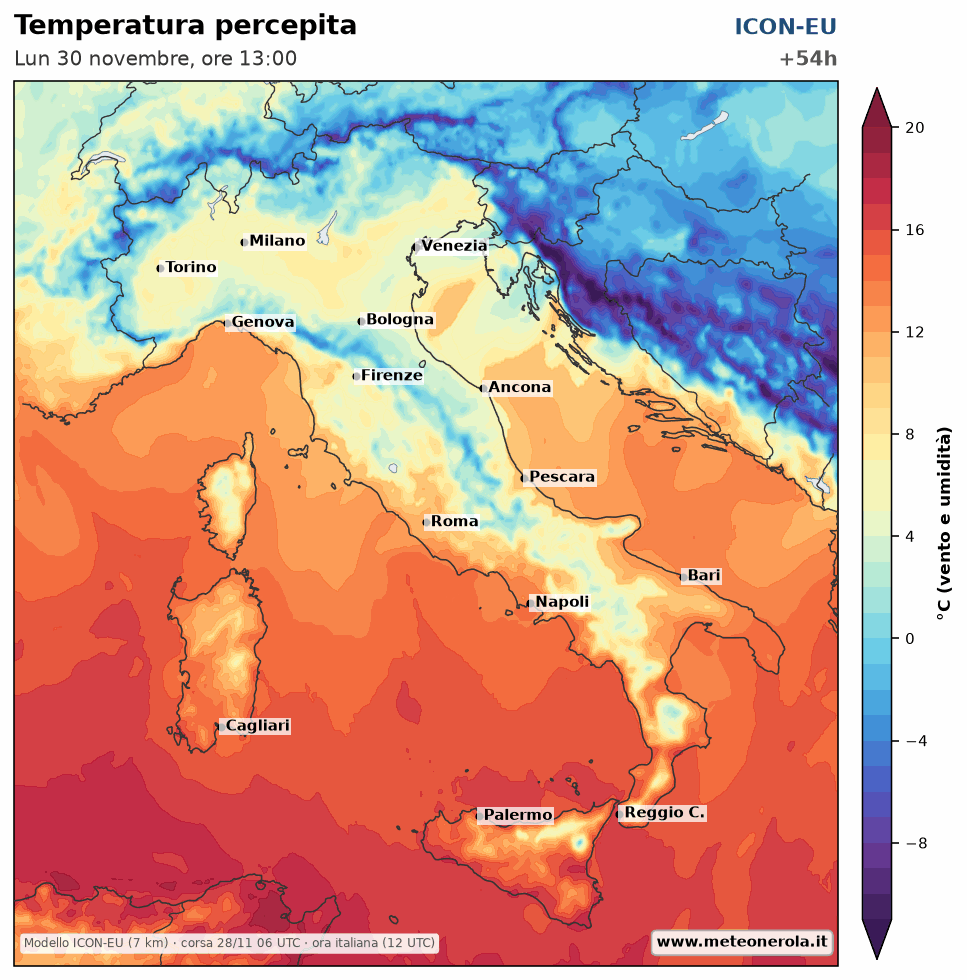 Temperatura percepita
ICON-EU
Lun 30 novembre, ore 13:00
+54h
Milano
Venezia
Torino
Genova
Bologna
Firenze
Ancona
Pescara
Roma
Bari
Napoli
Cagliari
Palermo
Reggio C.
20
16
12
8
4
0
−4
−8
°C (vento e umidità)
Modello ICON-EU (7 km) · corsa 28/11 06 UTC · ora italiana (12 UTC)
www.meteonerola.it